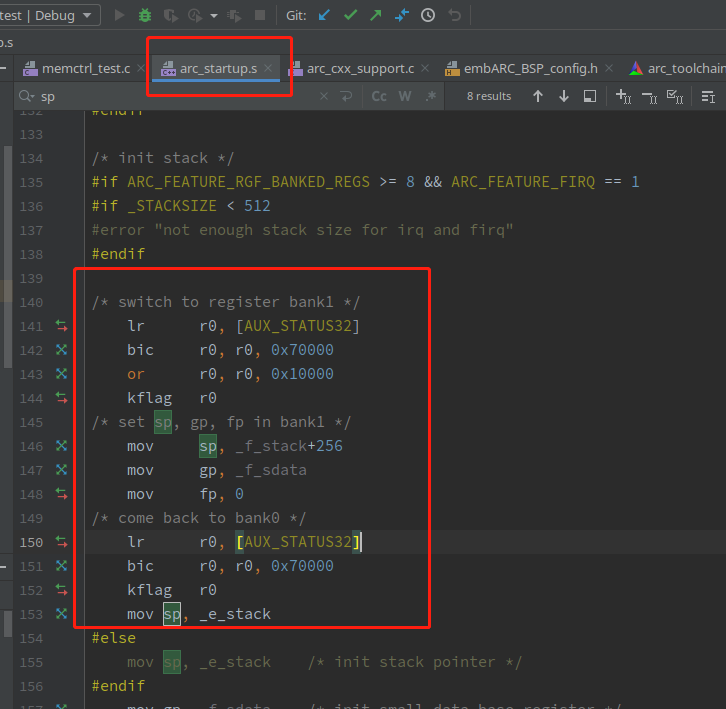 test | Debug Git:
p.s
memctrl_test.c arc_startup.s arc_cxx_support.c embARC_BSP_config.h arc_toolchain
sp Cc W .* 8 results
132 #endif
133
134 /* init stack */
135 #if ARC_FEATURE_RGF_BANKED_REGS >= 8 && ARC_FEATURE_FIRQ == 1
136 #if _STACKSIZE < 512
137 #error "not enough stack size for irq and firq"
138 #endif
139
140 /* switch to register bank1 */
141 lr r0, [AUX_STATUS32]
142 bic r0, r0, 0x70000
143 or r0, r0, 0x10000
144 kflag r0
145 /* set sp, gp, fp in bank1 */
146 mov sp, _f_stack+256
147 mov gp, _f_sdata
148 mov fp, 0
149 /* come back to bank0 */
150 lr r0, [AUX_STATUS32]
151 bic r0, r0, 0x70000
152 kflag r0
153 mov sp, _e_stack
154 #else
155 mov sp, _e_stack /* init stack pointer */
156 #endif
157 mov gp, _f_sdata /* init small-data base register */